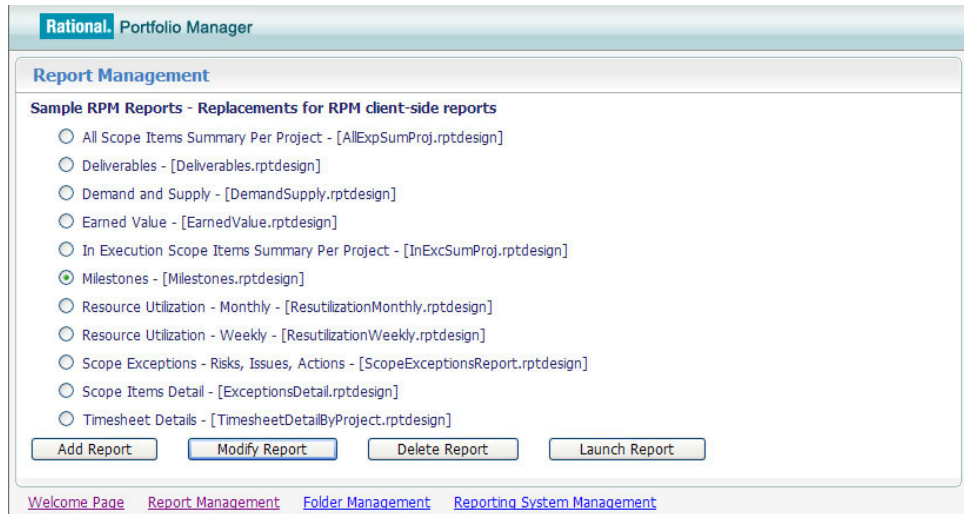 Rational. Portfolio Manager
Report Management
Sample RPM Reports - Replacements for RPM client-side reports
All Scope Items Summary Per Project - [AllExpSumProj.rptdesign]
Deliverables - [Deliverables.rptdesign]
Demand and Supply - [DemandSupply.rptdesign]
Earned Value - [EarnedValue.rptdesign]
In Execution Scope Items Summary Per Project - [InExcSumProj.rptdesign]
Milestones - [Milestones.rptdesign]
Resource Utilization - Monthly - [ResutilizationMonthly.rptdesign]
Resource Utilization - Weekly - [ResutilizationWeekly.rptdesign]
Scope Exceptions - Risks, Issues, Actions - [ScopeExceptionsReport.rptdesign]
Scope Items Detail - [ExceptionsDetail.rptdesign]
Timesheet Details - [TimesheetDetailByProject.rptdesign]
Add Report Modify Report Delete Report Launch Report
Welcome Page Report Management Folder Management Reporting System Management